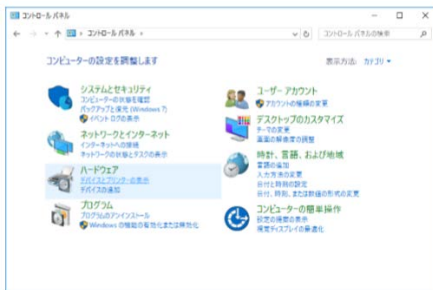 コントロール パネル
コントロール パネル
コントロール パネルの検索
コンピューターの設定を調整します
表示方法: カテゴリ
システムとセキュリティ
コンピューターの状態を確認
バックアップと復元 (Windows 7)
イベント ログの表示
ネットワークとインターネット
インターネットへの接続
ネットワークの状態とタスクの表示
ハードウェア
デバイスとプリンターの表示
デバイスの追加
プログラム
プログラムのアンインストール
Windows の機能の有効化または無効化
ユーザー アカウント
アカウントの種類の変更
デスクトップのカスタマイズ
テーマの変更
画面の解像度の調整
時計、言語、および地域
言語の追加
入力方法の変更
日付と時刻の設定
日付、時刻、または数値の形式の変更
コンピューターの簡単操作
設定の提案の表示
視覚ディスプレイの最適化